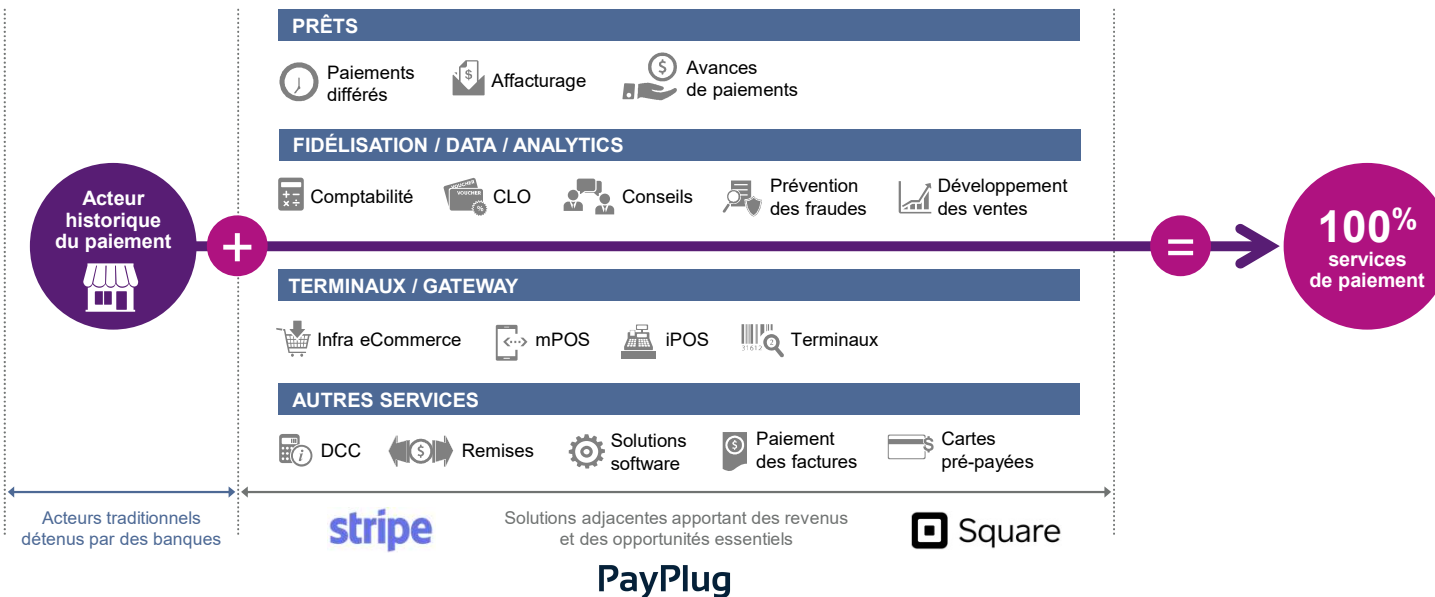 PRÊTS
Paiements
différés
Affacturage
Avances
de paiements
FIDÉLISATION / DATA / ANALYTICS
Comptabilité
VOUCHER
VOUCHER
%
CLO
Conseils
Prévention
des fraudes
Développement
des ventes
Acteur
historique
du paiement
+
=
100%
services
de paiement
TERMINAUX / GATEWAY
Infra eCommerce
mPOS
iPOS
Terminaux
AUTRES SERVICES
DCC
Remises
Solutions
software
Paiement
des factures
Cartes
pré-payées
Acteurs traditionnels
détenus par des banques
stripe
Solutions adjacentes apportant des revenus
et des opportunités essentiels
Square
PayPlug